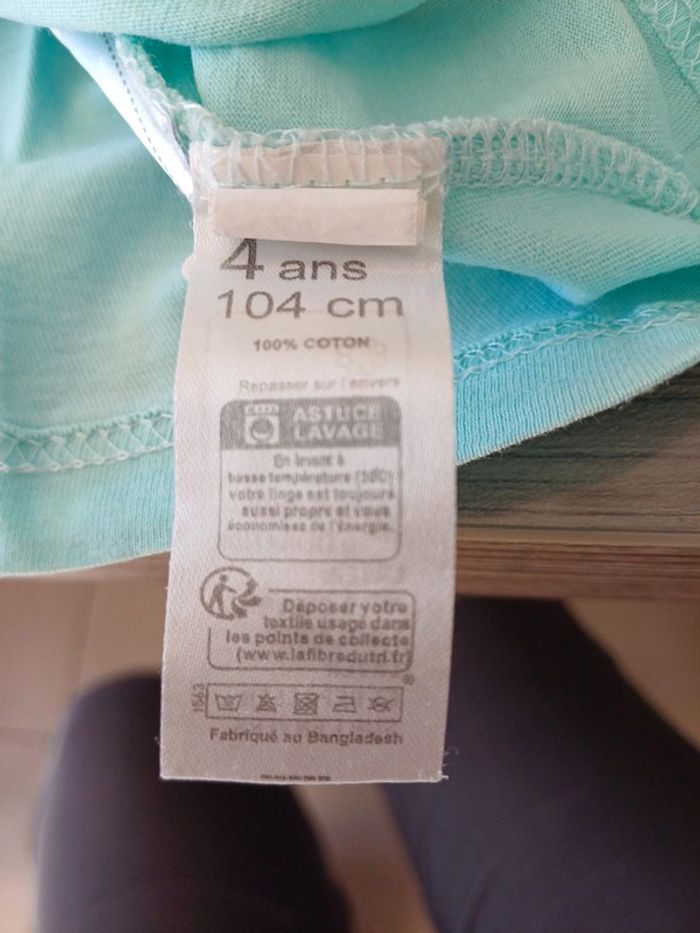 4 ans
104 cm
100% COTON
Repasser sur l'envers
ASTUCE
LAVAGE
En lavant à
basse température (30C)
votre linge est toujours
aussi propre et vous
économisez de l'énergie.
Déposer votre
textile usagé dans
les points de collecte
(www.lafibredutri.fr)
®
1563
Fabriqué au Bangladesh